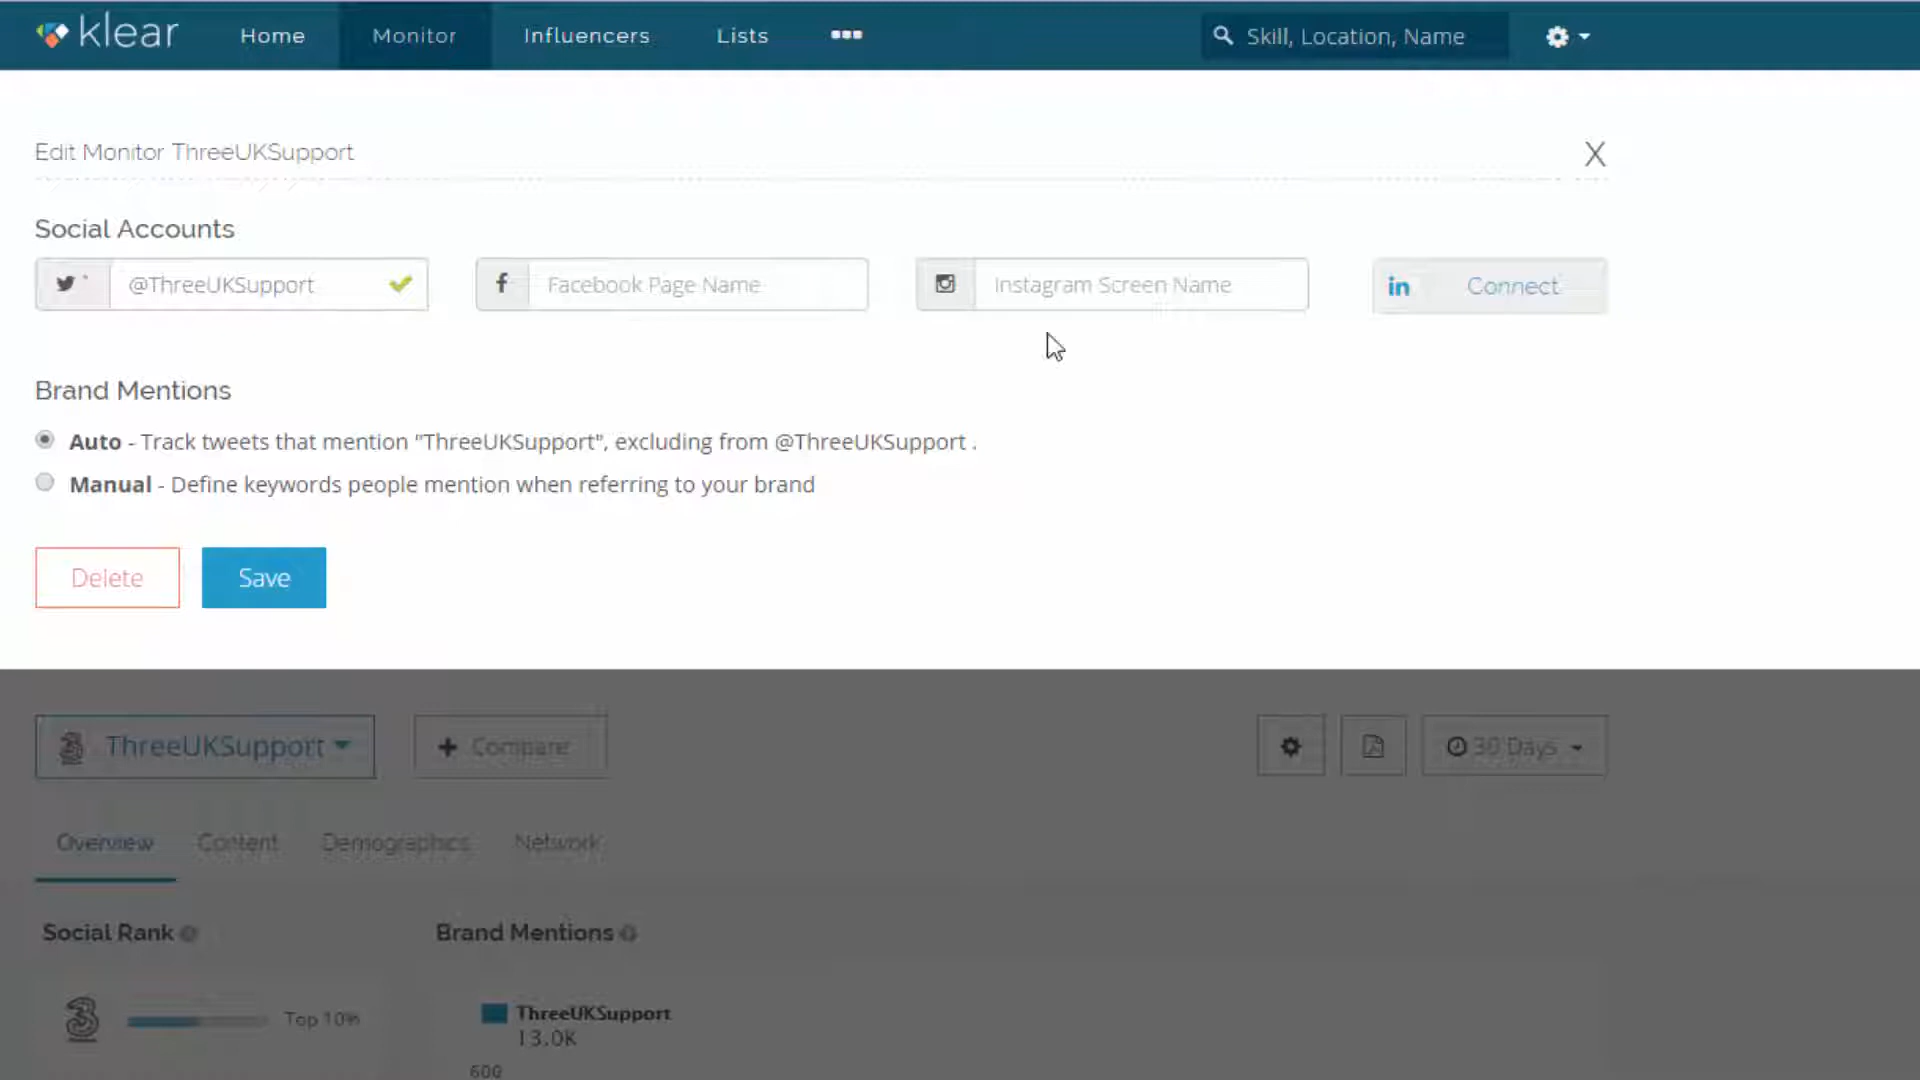 klear Home Monitor Influencers Lists Skill, Location, Name
Edit Monitor ThreeUKSupport X
Social Accounts
@ThreeUKSupport Facebook Page Name Instagram Screen Name in Connect
Brand Mentions
Auto - Track tweets that mention "ThreeUKSupport", excluding from @ThreeUKSupport .
Manual - Define keywords people mention when referring to your brand
Delete Save
ThreeUKSupport + Compare 30 Days
Overview Content Demographics Network
Social Rank Brand Mentions
Top 10%
ThreeUKSupport
13.0K
600